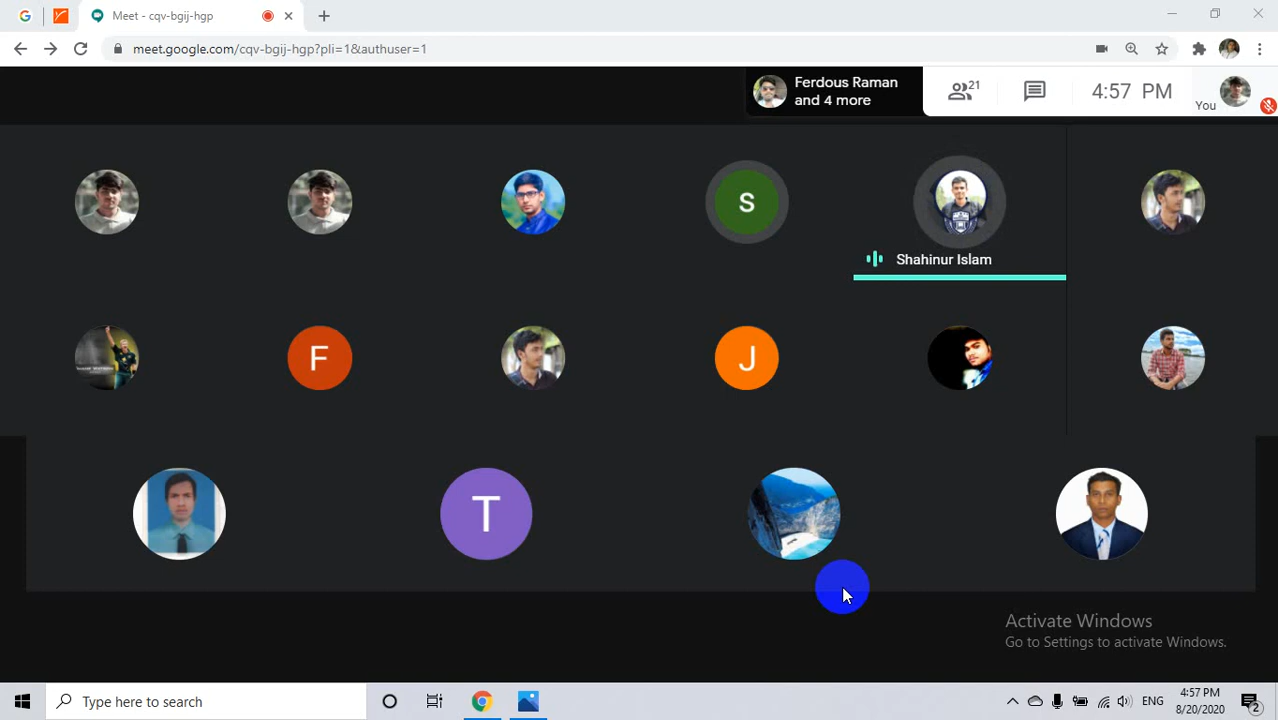 Meet - cqv-bgij-hgp
meet.google.com/cqv-bgij-hgp?pli=1&authuser=1
Ferdous Raman
and 4 more
21
4:57 PM
You
S
Shahinur Islam
F
J
T
Activate Windows
Go to Settings to activate Windows.
Type here to search
ENG
4:57 PM
8/20/2020
2